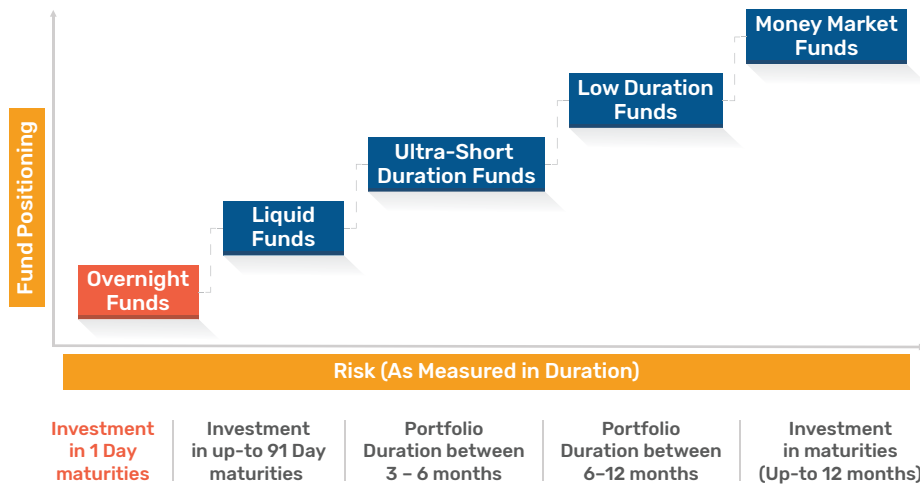 Money Market
Funds
Low Duration
Funds
Ultra-Short
Duration Funds
Liquid
Funds
Overnight
Funds
Fund Positioning
Risk (As Measured in Duration)
Investment
in 1 Day
maturities
Investment
in up-to 91 Day
maturities
Portfolio
Duration between
3 – 6 months
Portfolio
Duration between
6–12 months
Investment
in maturities
(Up-to 12 months)